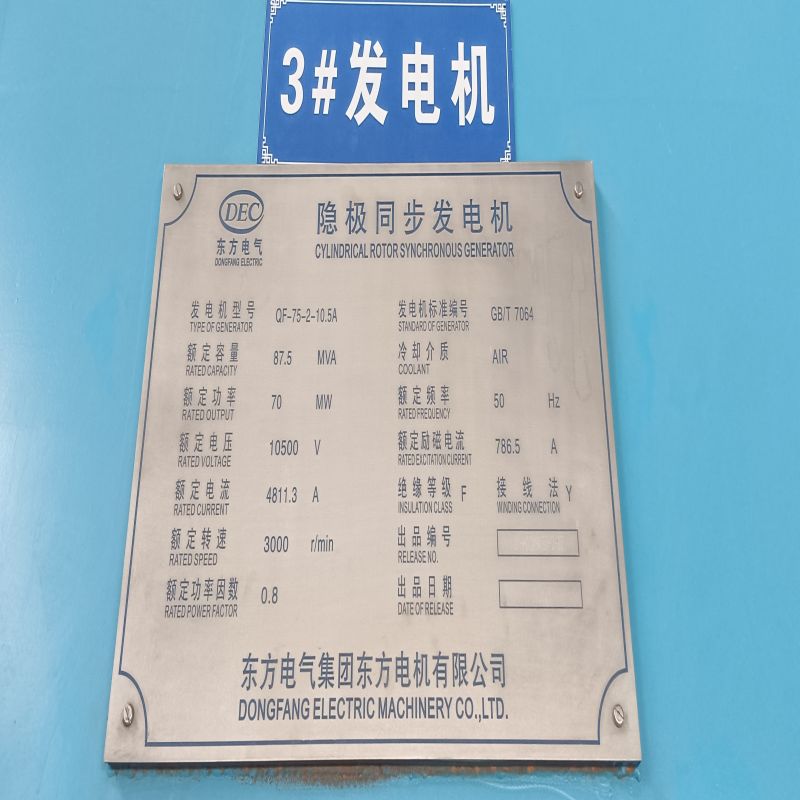 3#发电机
DEC
东方电气
DONGFANG ELECTRIC
隐极同步发电机
CYLINDRICAL ROTOR SYNCHRONOUS GENERATOR
发电机型号 QF-75-2-10.5A
TYPE OF GENERATOR
发电机标准编号 GB/T 7064
STANDARD OF GENERATOR
额定容量 87.5 MVA
RATED CAPACITY
冷却介质 AIR
COOLANT
额定功率 70 MW
RATED OUTPUT
额定频率 50 Hz
RATED FREQUENCY
额定电压 10500 V
RATED VOLTAGE
额定励磁电流 786.5 A
RATED EXCITATION CURRENT
额定电流 4811.3 A
RATED CURRENT
绝缘等级 F
INSULATION CLASS
接线法 Y
WINDING CONNECTION
额定转速 3000 r/min
RATED SPEED
出品编号
RELEASE NO.
额定功率因数 0.8
RATED POWER FACTOR
出品日期
DATE OF RELEASE
东方电气集团东方电机有限公司
DONGFANG ELECTRIC MACHINERY CO.,LTD.